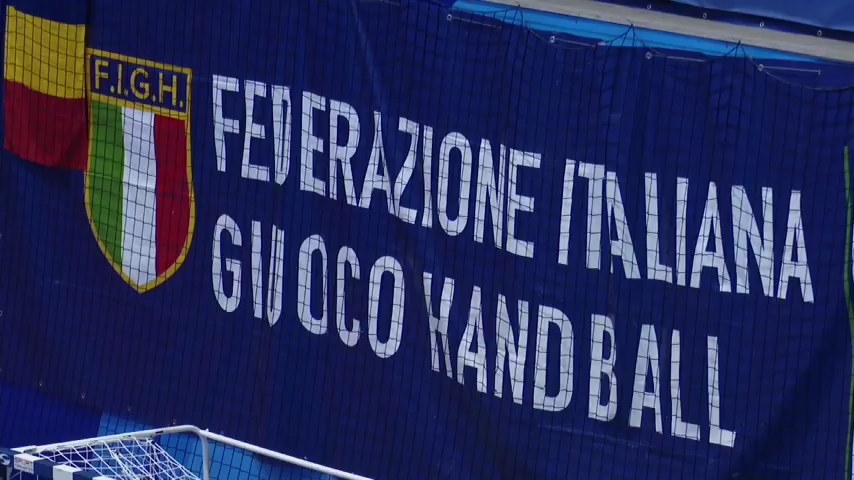 F.I.G.H.
FEDERAZIONE ITALIANA
GIUOCO HANDBALL